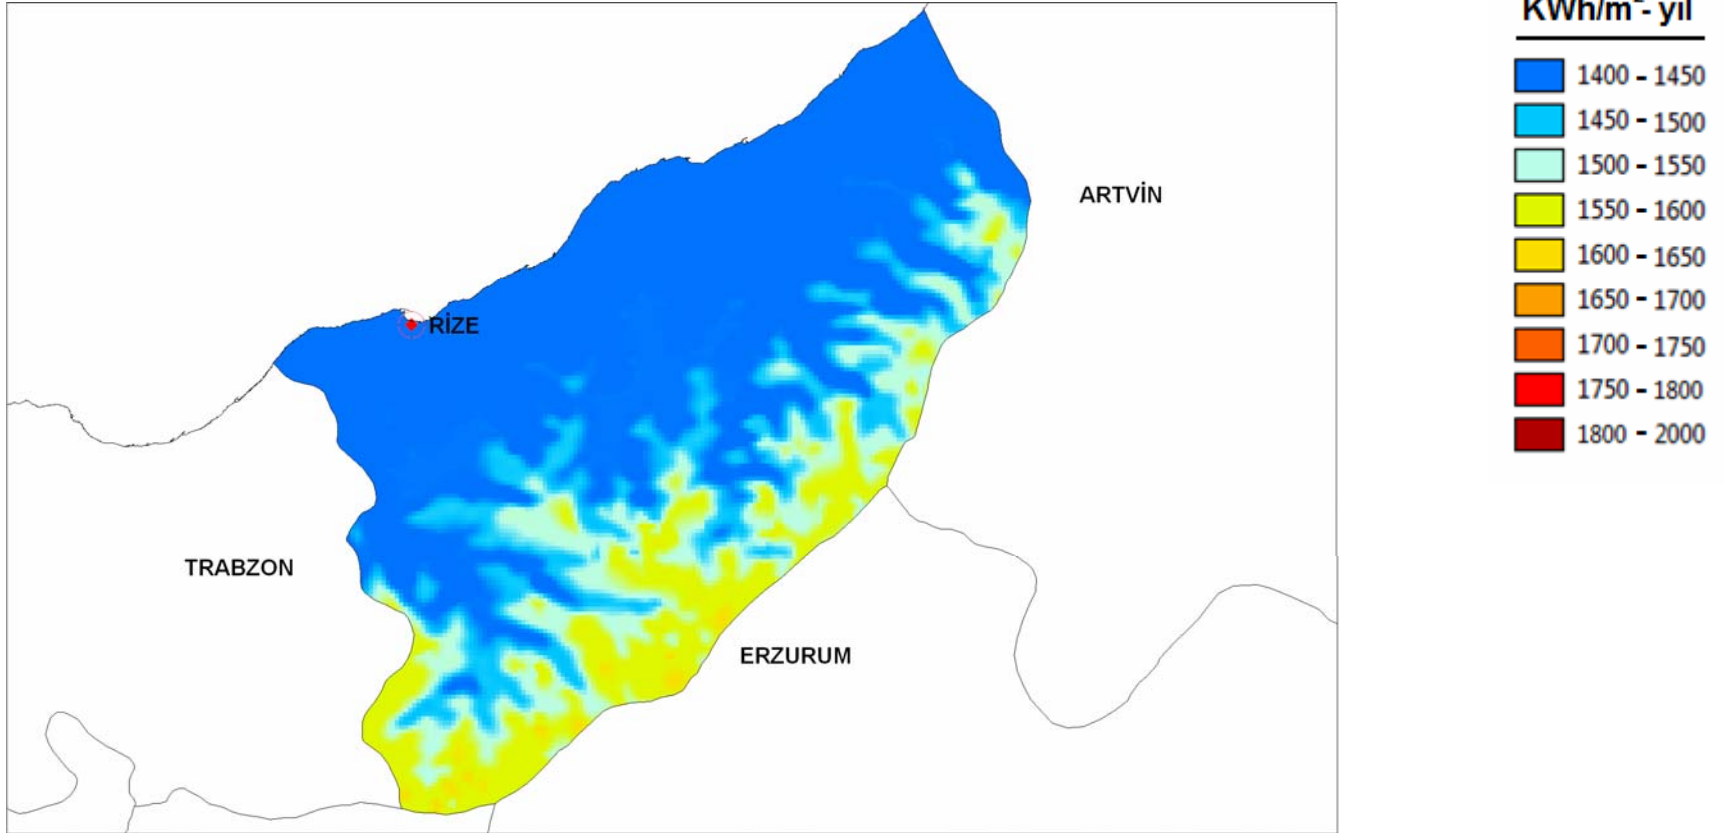 KWh/m²- yıl
1400 - 1450
1450 - 1500
1500 - 1550
1550 - 1600
1600 - 1650
1650 - 1700
1700 - 1750
1750 - 1800
1800 - 2000
ARTVİN
RİZE
TRABZON
ERZURUM